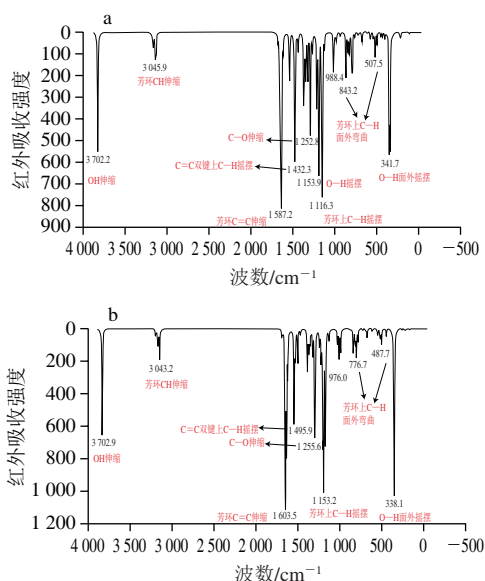 a
红外吸收强度
0
100
200
300
400
500
600
700
800
900
3 702.2
OH伸缩
3 045.9
芳环CH伸缩
C—O伸缩
1 252.8
C=C双键上C—H摇摆
1 432.3
1 153.9
O—H摇摆
1 116.3
1 587.2
芳环C=C伸缩
芳环上C—H摇摆
988.4
843.2
507.5
芳环上C—H
面外弯曲
341.7
O—H面外摇摆
4 000
3 500
3 000
2 500
2 000
1 500
1 000
500
0
−500
波数/cm⁻¹
b
红外吸收强度
0
200
400
600
800
1 000
1 200
3 702.9
OH伸缩
3 043.2
芳环CH伸缩
C=C双键上C—H摇摆
1 495.9
C—O伸缩
1 255.6
1 603.5
芳环C=C伸缩
1 153.2
芳环上C—H摇摆
976.0
776.7
487.7
芳环上C—H
面外弯曲
338.1
O—H面外摇摆
4 000
3 500
3 000
2 500
2 000
1 500
1 000
500
0
−500
波数/cm⁻¹